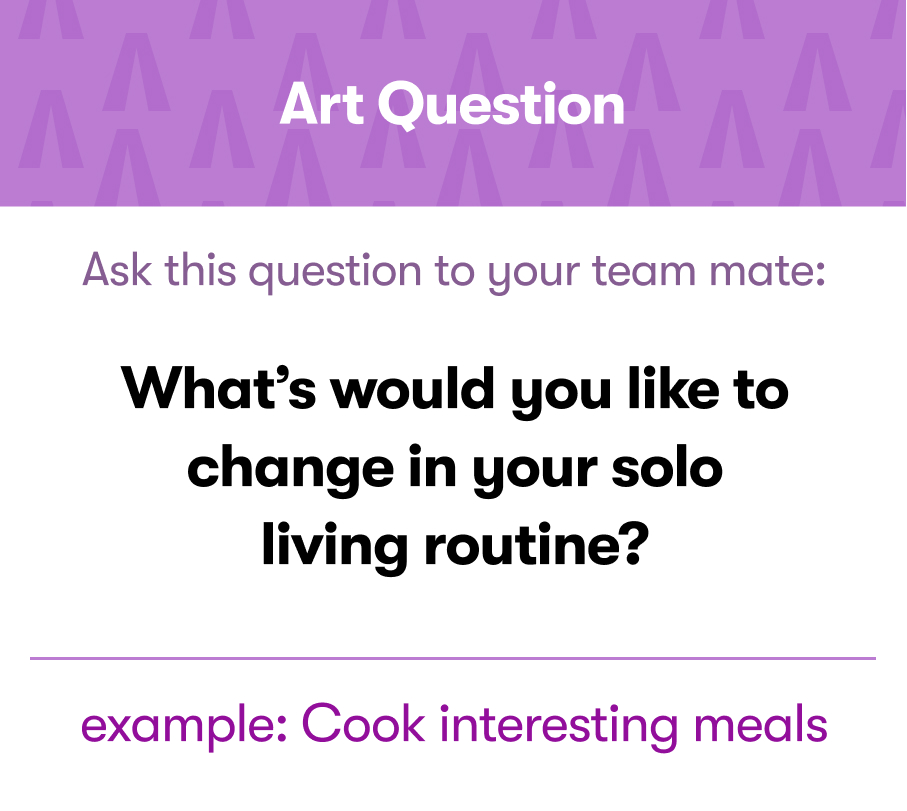 Art Question
Ask this question to your team mate:
What’s would you like to
change in your solo
living routine?
example: Cook interesting meals